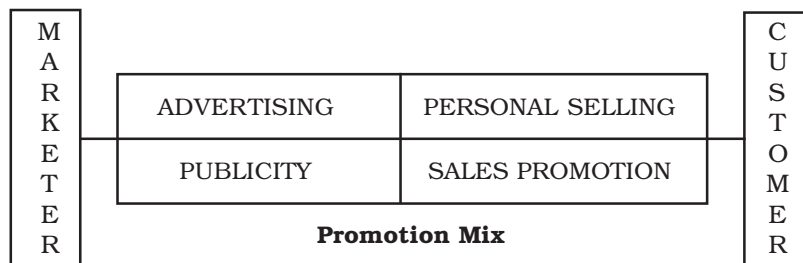 MARKETER
ADVERTISING
PERSONAL SELLING
PUBLICITY
SALES PROMOTION
Promotion Mix
CUSTOMER